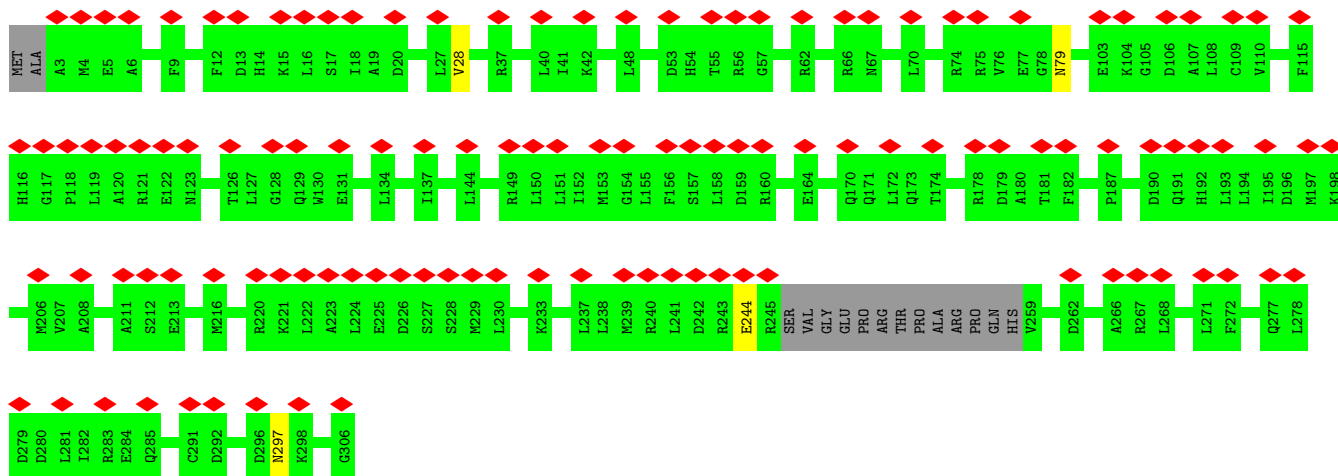 MET ALA A3 M4 E5 A6 F9 F12 D13 H14 K15 L16 S17 I18 A19 D20 L27 V28 R37 L40 I41 K42 L48 D53 H54 T55 R56 G57 R62 R66 N67 L70 R74 R75 V76 E77 G78 N79 E103 K104 G105 D106 A107 L108 C109 V110 F115
H116 G117 P118 L119 A120 R121 E122 N123 T126 L127 G128 Q129 W130 E131 L134 I137 L144 R149 L150 L151 I152 M153 G154 L155 F156 S157 L158 D159 R160 E164 Q170 Q171 L172 Q173 T174 R178 D179 A180 T181 F182 P187 D190 Q191 H192 L193 L194 I195 D196 M197 K198
M206 V207 A208 A211 S212 E213 M216 R220 K221 L222 A223 L224 E225 D226 S227 S228 M229 L230 K233 L237 L238 M239 R240 L241 D242 R243 E244 R245 SER VAL GLY GLU PRO ARG THR PRO ALA ARG PRO GLN HIS V259 D262 A266 R267 L268 L271 F272 Q277 L278
D279 D280 L281 I282 R283 E284 Q285 C291 D292 D296 N297 K298 G306